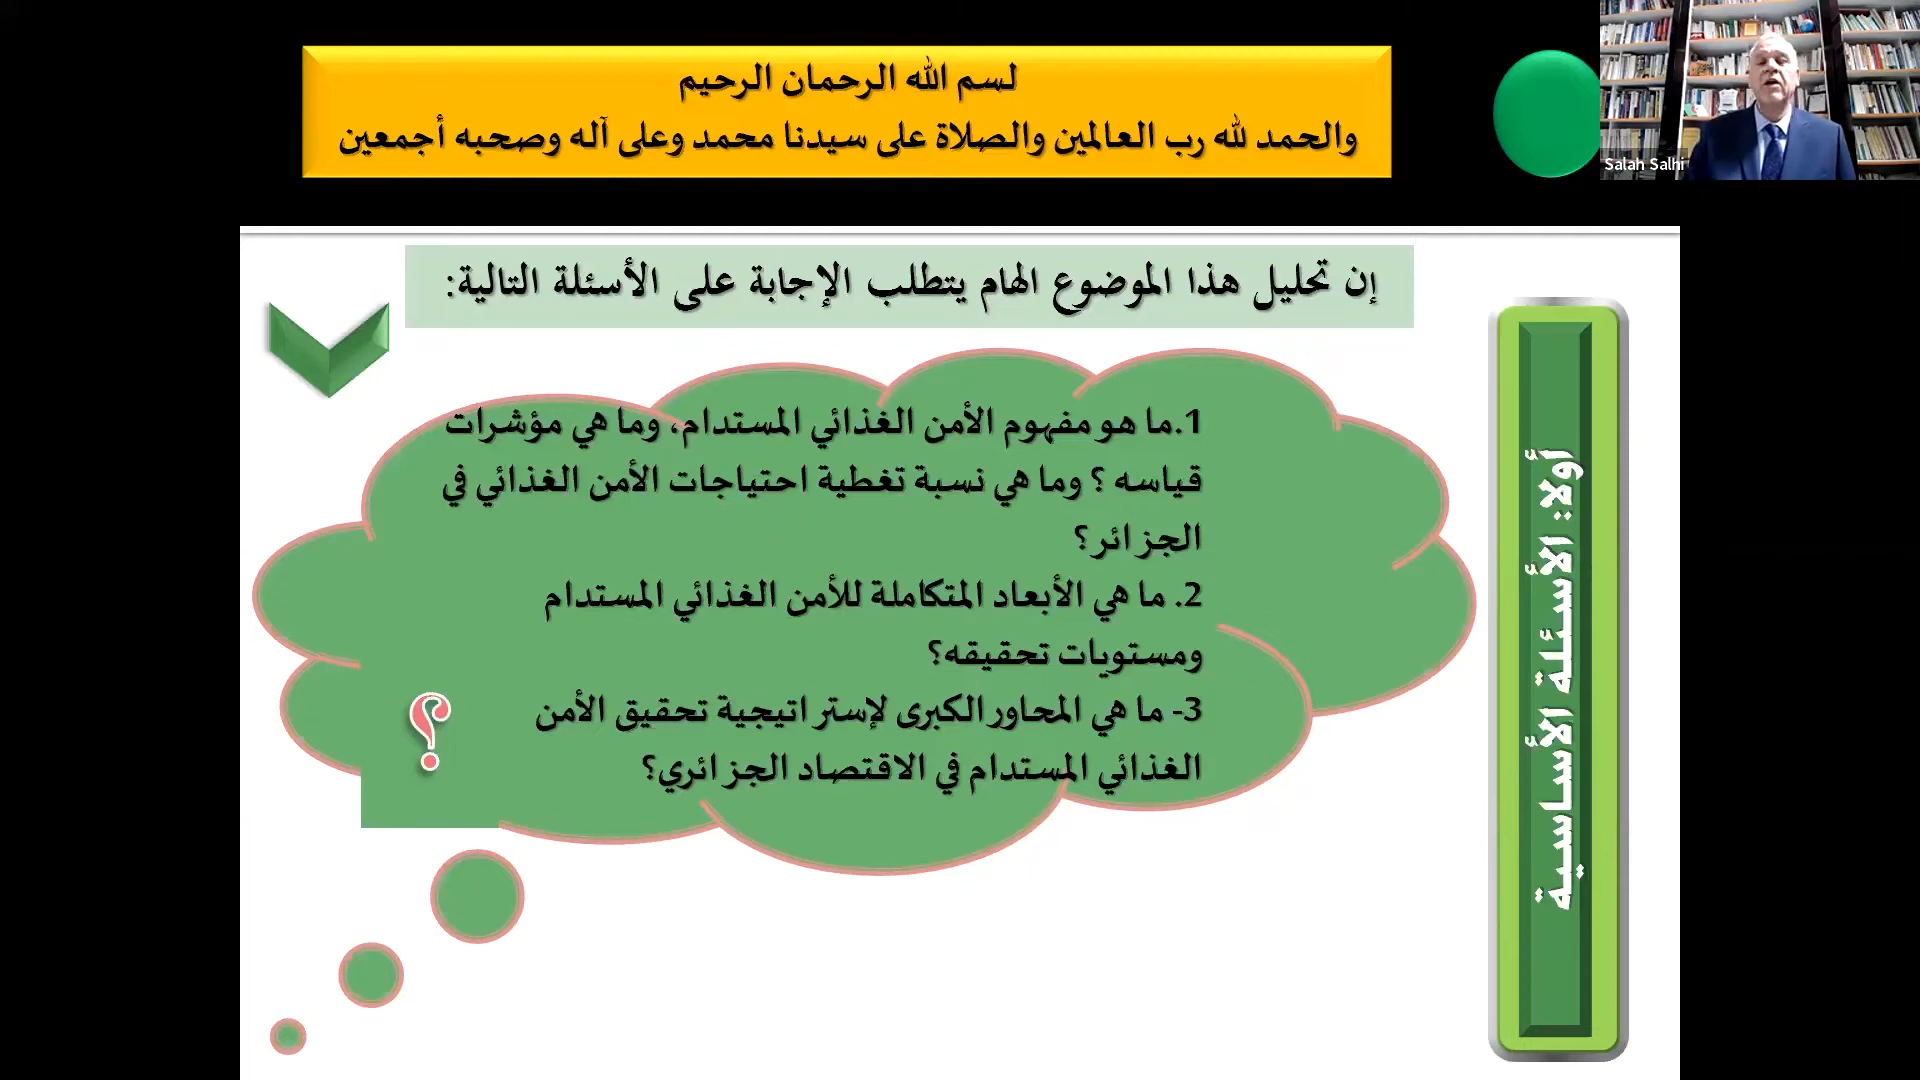 لسم الله الرحمان الرحيم
والحمد لله رب العالمين والصلاة على سيدنا محمد وعلى آله وصحبه أجمعين
Salah Salhi
إن تحليل هذا الموضوع الهام يتطلب الإجابة على الأسئلة التالية:
أولا: الأسئلة الأساسية
1.ما هو مفهوم الأمن الغذائي المستدام، وما هي مؤشرات
قياسه ؟ وما هي نسبة تغطية احتياجات الأمن الغذائي في
الجزائر؟
2. ما هي الأبعاد المتكاملة للأمن الغذائي المستدام
ومستويات تحقيقه؟
3- ما هي المحاور الكبرى لإستراتيجية تحقيق الأمن
الغذائي المستدام في الاقتصاد الجزائري؟
؟